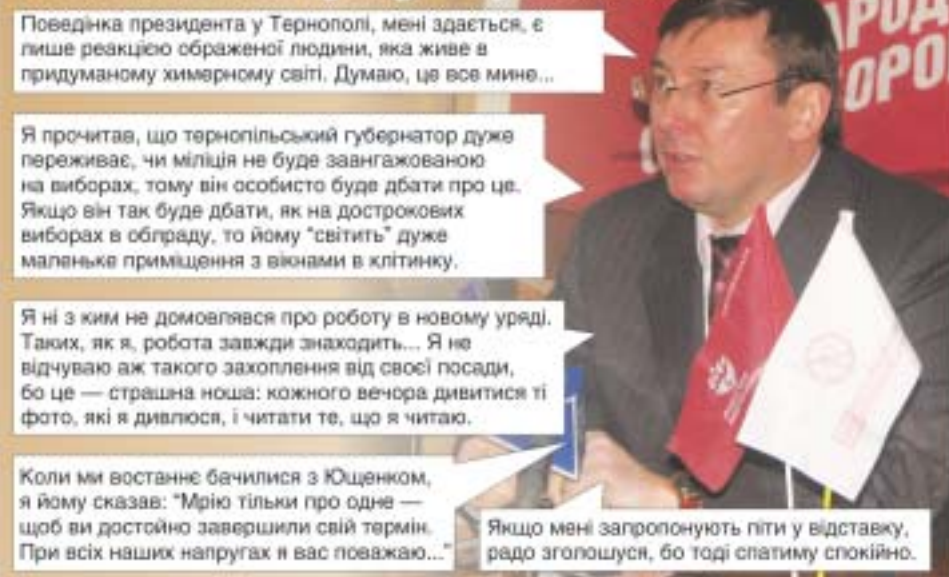 Поведінка президента у Тернополі, мені здається, є
лише реакцією ображеної людини, яка живе в
придуманому химерному світі. Думаю, це все мине...
Я прочитав, що тернопільський губернатор дуже
переживає, чи міліція не буде заангажованою
на виборах, тому він особисто буде дбати про це.
Якщо він так буде дбати, як на дострокових
виборах в облраду, то йому “світить” дуже
маленьке приміщення з вікнами в клітинку.
Я ні з ким не домовлявся про роботу в новому уряді.
Таких, як я, робота завжди знаходить... Я не
відчуваю аж такого захоплення від своєї посади,
бо це — страшна ноша: кожного вечора дивитися ті
фото, які я дивлюся, і читати те, що я читаю.
Коли ми востаннє бачилися з Ющенком,
я йому сказав: “Мрію тільки про одне —
щоб ви достойно завершили свій термін.
При всіх наших напругах я вас поважаю...”
Якщо мені запропонують піти у відставку,
радо зголошуся, бо тоді спатиму спокійно.
АРОД
ОРО